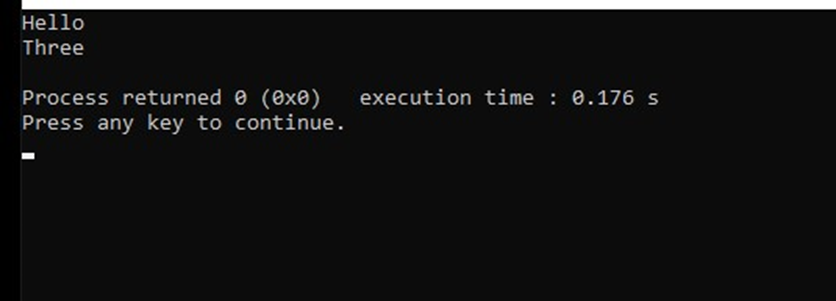 Hello
Three
Process returned 0 (0x0)   execution time : 0.176 s
Press any key to continue.